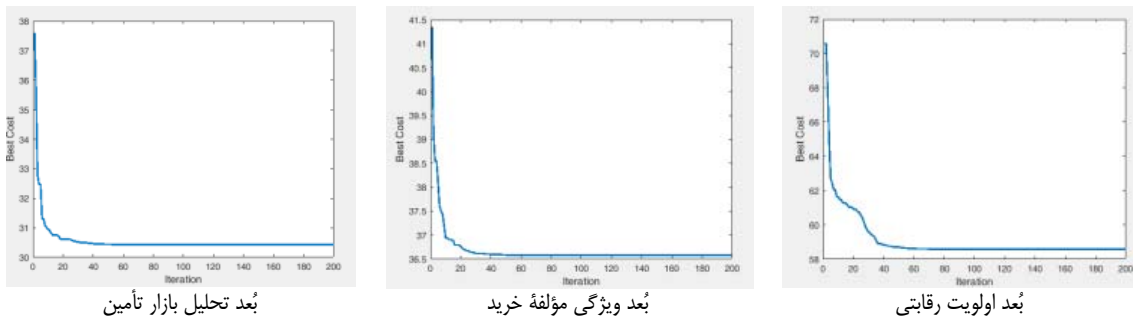 38
37
36
35
34
33
32
31
30
Best Cost
0 20 40 60 80 100 120 140 160 180 200
Iteration
بُعد تحلیل بازار تأمین
41.5
41
40.5
40
39.5
39
38.5
38
37.5
37
36.5
Best Cost
0 20 40 60 80 100 120 140 160 180 200
Iteration
بُعد ویژگی مؤلفۀ خرید
72
70
68
66
64
62
60
58
Best Cost
0 20 40 60 80 100 120 140 160 180 200
Iteration
بُعد اولویت رقابتی